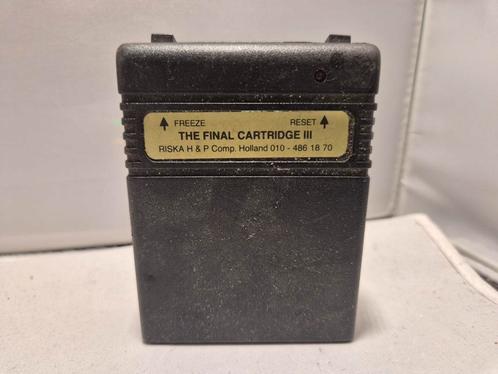 FREEZE RESET
THE FINAL CARTRIDGE III
RISKA H & P Comp. Holland 010 - 486 18 70